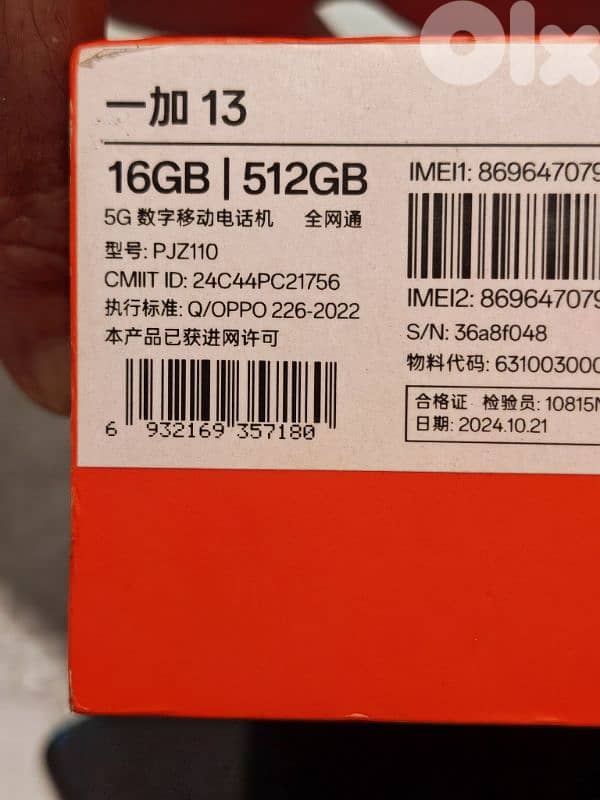 OLX
一加 13
16GB | 512GB
5G 数字移动电话机 全网通
型号: PJZ110
CMIIT ID: 24C44PC21756
执行标准: Q/OPPO 226-2022
本产品已获进网许可
6 932169 357180
IMEI1: 869647079
IMEI2: 869647079
S/N: 36a8f048
物料代码: 631003000
合格证 检验员: 10815N
日期: 2024.10.21